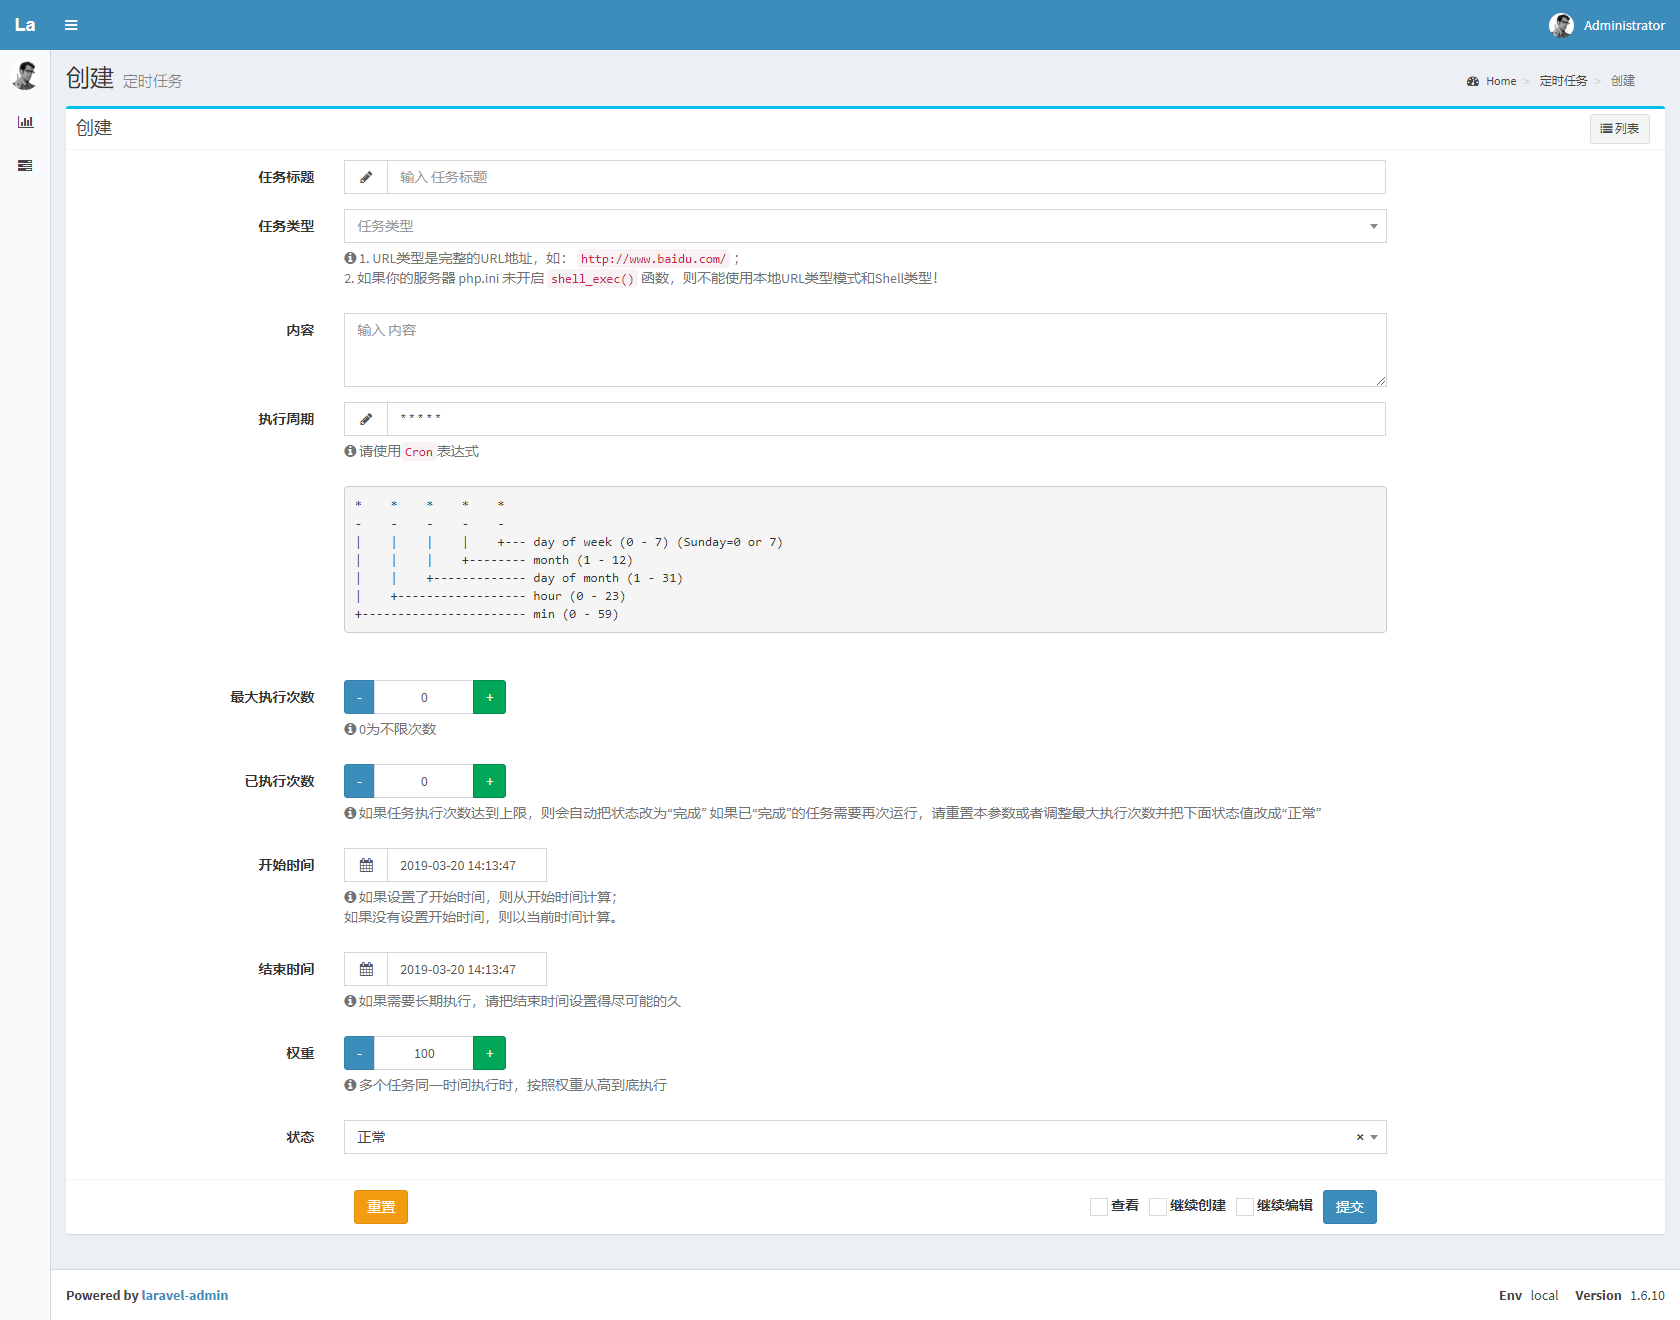 La
Administrator
创建 定时任务
Home > 定时任务 > 创建
创建
列表
任务标题
输入 任务标题
任务类型
任务类型
1. URL类型是完整的URL地址，如： http://www.baidu.com/ ；
2. 如果你的服务器 php.ini 未开启 shell_exec() 函数，则不能使用本地URL类型模式和Shell类型！
内容
输入 内容
执行周期
* * * * *
请使用 Cron 表达式
*    *    *    *    *
-    -    -    -    -
|    |    |    |    +--- day of week (0 - 7) (Sunday=0 or 7)
|    |    |    +-------- month (1 - 12)
|    |    +------------- day of month (1 - 31)
|    +------------------ hour (0 - 23)
+----------------------- min (0 - 59)
最大执行次数
- 0 +
0为不限次数
已执行次数
- 0 +
如果任务执行次数达到上限，则会自动把状态改为“完成” 如果已“完成”的任务需要再次运行，请重置本参数或者调整最大执行次数并把下面状态值改成“正常”
开始时间
2019-03-20 14:13:47
如果设置了开始时间，则从开始时间计算；
如果没有设置开始时间，则以当前时间计算。
结束时间
2019-03-20 14:13:47
如果需要长期执行，请把结束时间设置得尽可能的久
权重
- 100 +
多个任务同一时间执行时，按照权重从高到底执行
状态
正常 ×
重置
查看 继续创建 继续编辑 提交
Powered by laravel-admin
Env local Version 1.6.10